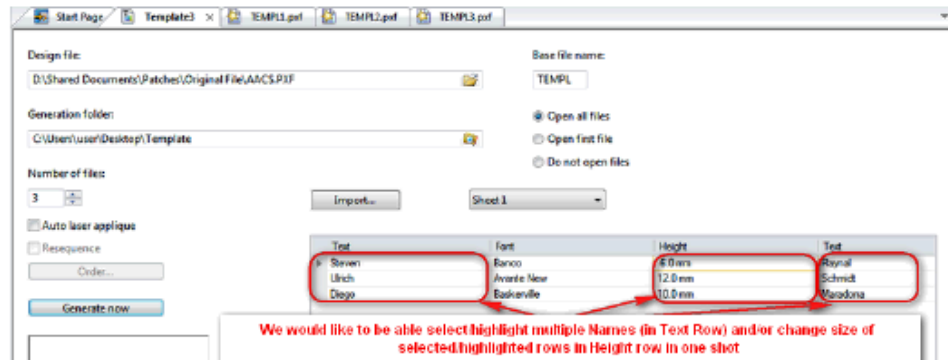 Start Page Template3 × TEMPL1.pxf TEMPL2.pxf TEMPL3.pxf
Design file: Base file name:
D:\Shared Documents\Patches\Original File\AACS.PXF TEMPL
Generation folder: Open all files
C:\Users\user\Desktop\Template Open first file
Do not open files
Number of files:
3 Import... Sheet1
Auto laser applique
Resequence Text Font Height Text
Order... Steven Banco 6.0 mm Raynal
Ulrich Avante New 12.0 mm Schmidt
Generate now Diego Baskerville 10.0 mm Maradona
We would like to be able select/highlight multiple Names (in Text Row) and/or change size of
selected/highlighted rows in Height row in one shot